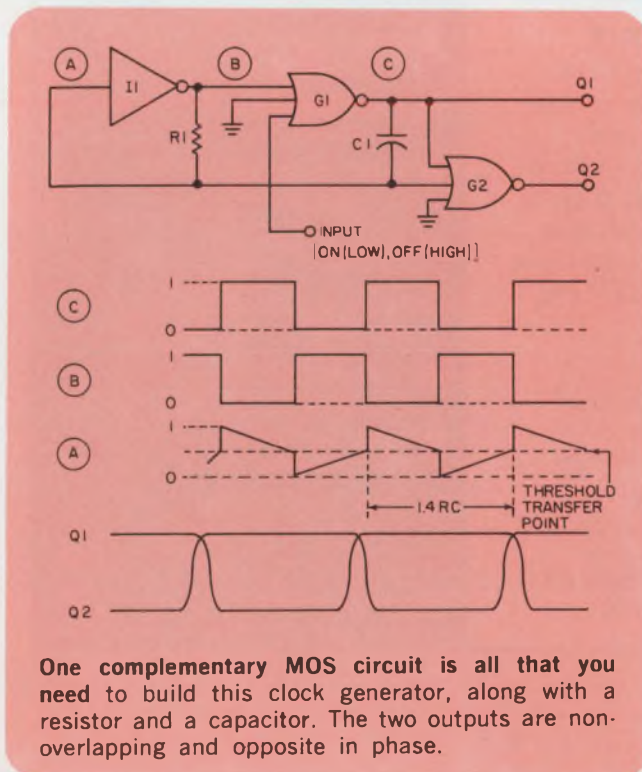 A
I1
B
G1
C
Q1
R1
C1
G2
Q2
INPUT
[ON(LOW), OFF(HIGH)]
C
1
0
B
1
0
A
1
0
1.4 RC
THRESHOLD
TRANSFER
POINT
Q1
Q2
One complementary MOS circuit is all that you
need to build this clock generator, along with a
resistor and a capacitor. The two outputs are non-
overlapping and opposite in phase.